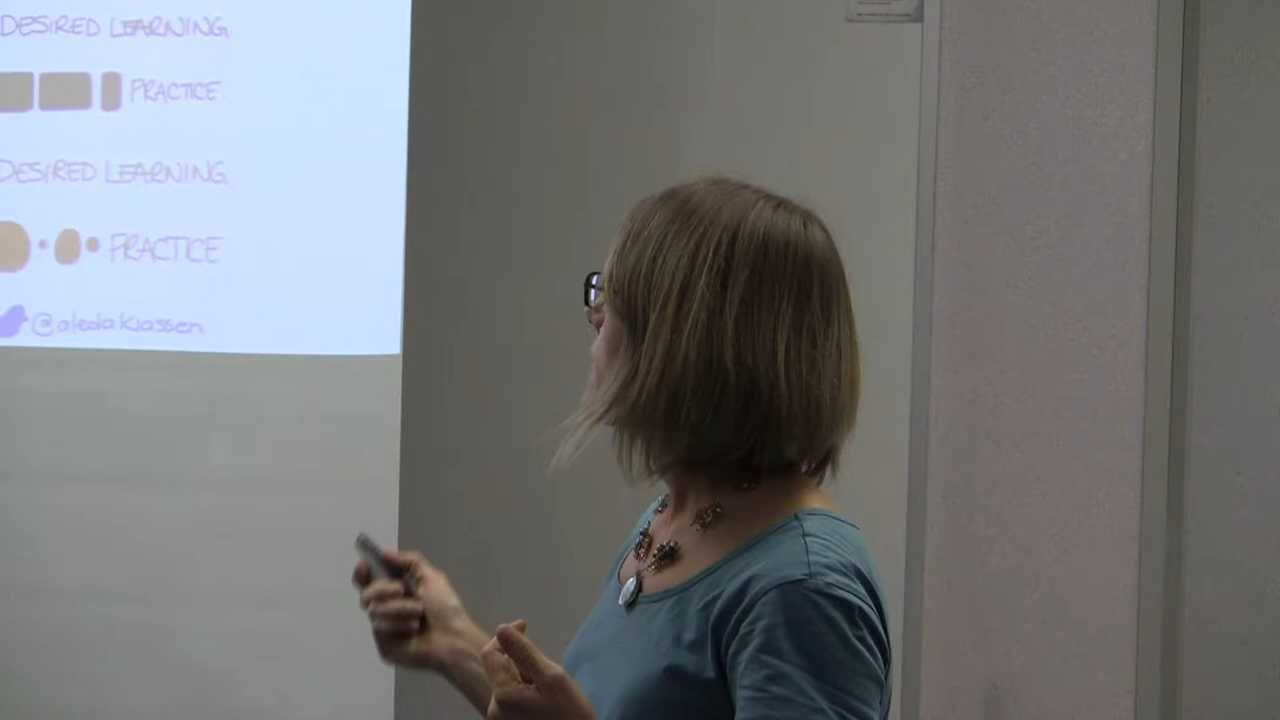 DESIRED LEARNING
PRACTICE
DESIRED LEARNING
PRACTICE
@aledaklassen